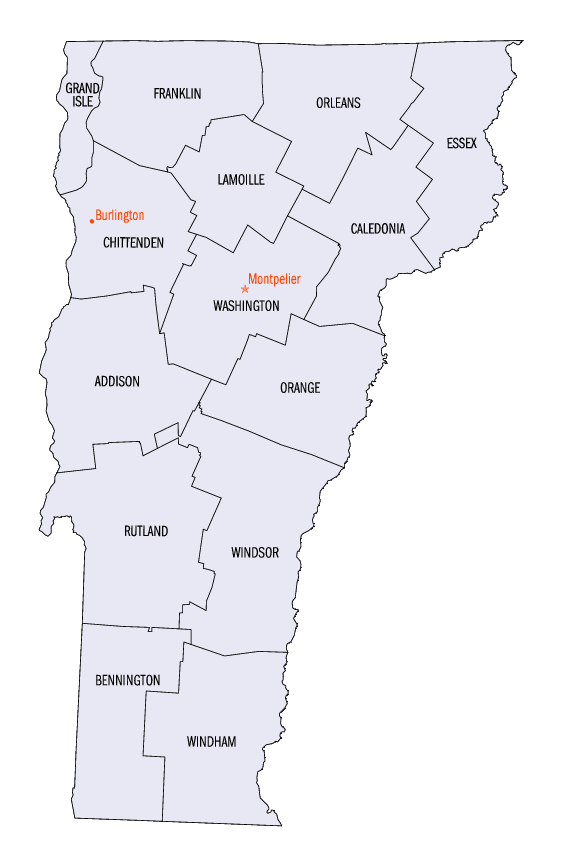 GRAND
ISLE
FRANKLIN
ORLEANS
ESSEX
LAMOILLE
Burlington
CHITTENDEN
CALEDONIA
Montpelier
WASHINGTON
ADDISON
ORANGE
RUTLAND
WINDSOR
BENNINGTON
WINDHAM